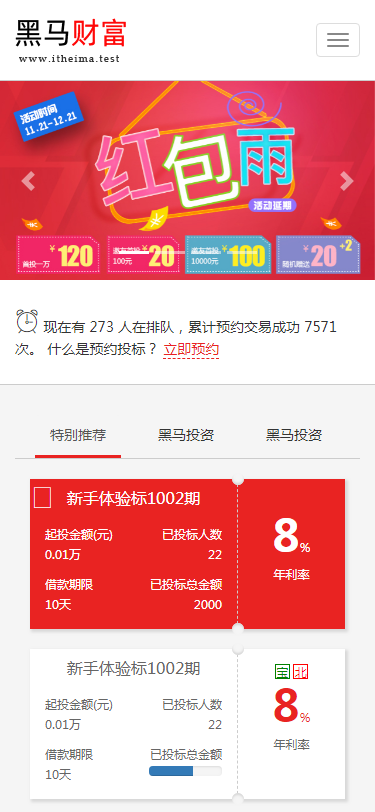 黑马财富
www.itheima.test
活动时间
11.21-12.21
红包雨
活动延期
首投一万 ¥120
邀友首投
100元 ¥20
10000元 ¥100
随机赠送 ¥20+2
现在有 273 人在排队，累计预约交易成功 7571
次。 什么是预约投标？ 立即预约
特别推荐 黑马投资 黑马投资
新手体验标1002期
起投金额(元) 已投标人数
0.01万 22
借款期限 已投标总金额
10天 2000
8%
年利率
新手体验标1002期
起投金额(元) 已投标人数
0.01万 22
借款期限 已投标总金额
10天
宝 北
8%
年利率